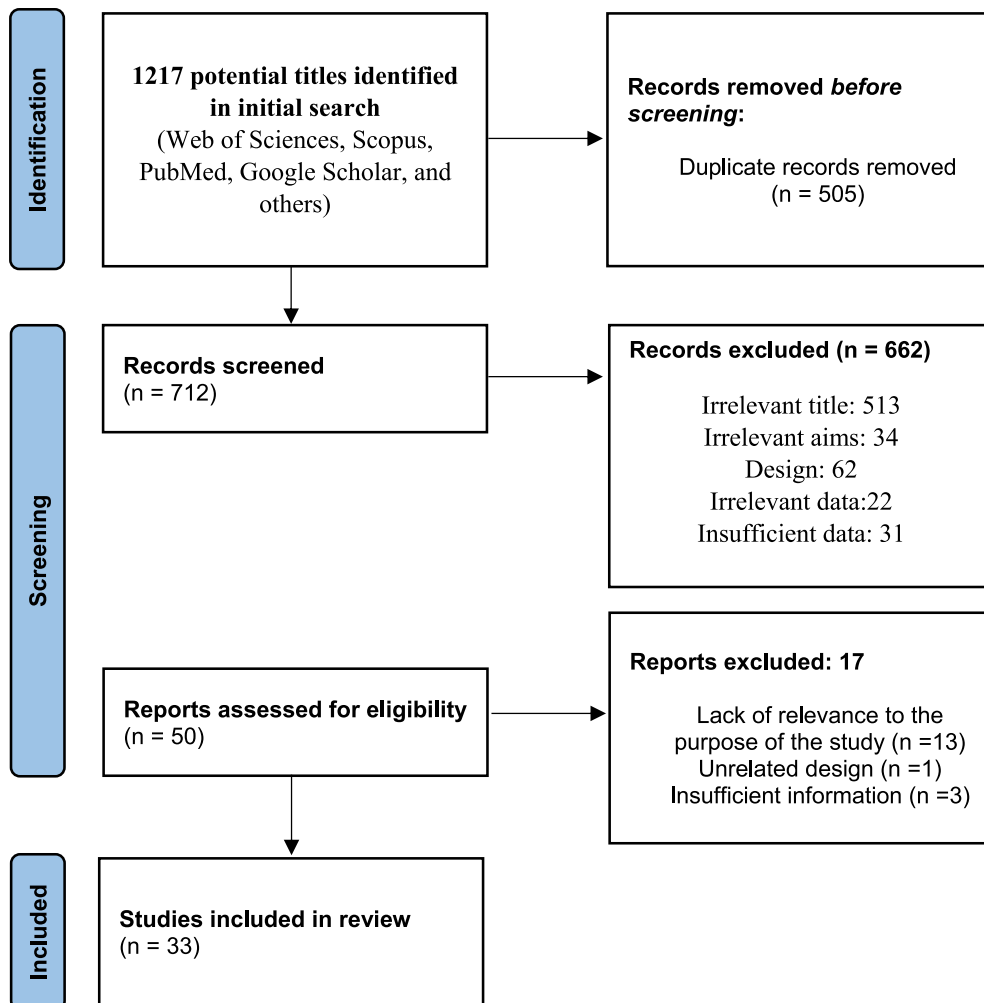 Identification
1217 potential titles identified
in initial search
(Web of Sciences, Scopus,
PubMed, Google Scholar, and
others)
Records removed before
screening:
Duplicate records removed
(n = 505)
Screening
Records screened
(n = 712)
Records excluded (n = 662)
Irrelevant title: 513
Irrelevant aims: 34
Design: 62
Irrelevant data:22
Insufficient data: 31
Reports assessed for eligibility
(n = 50)
Reports excluded: 17
Lack of relevance to the
purpose of the study (n =13)
Unrelated design (n =1)
Insufficient information (n =3)
Included
Studies included in review
(n = 33)